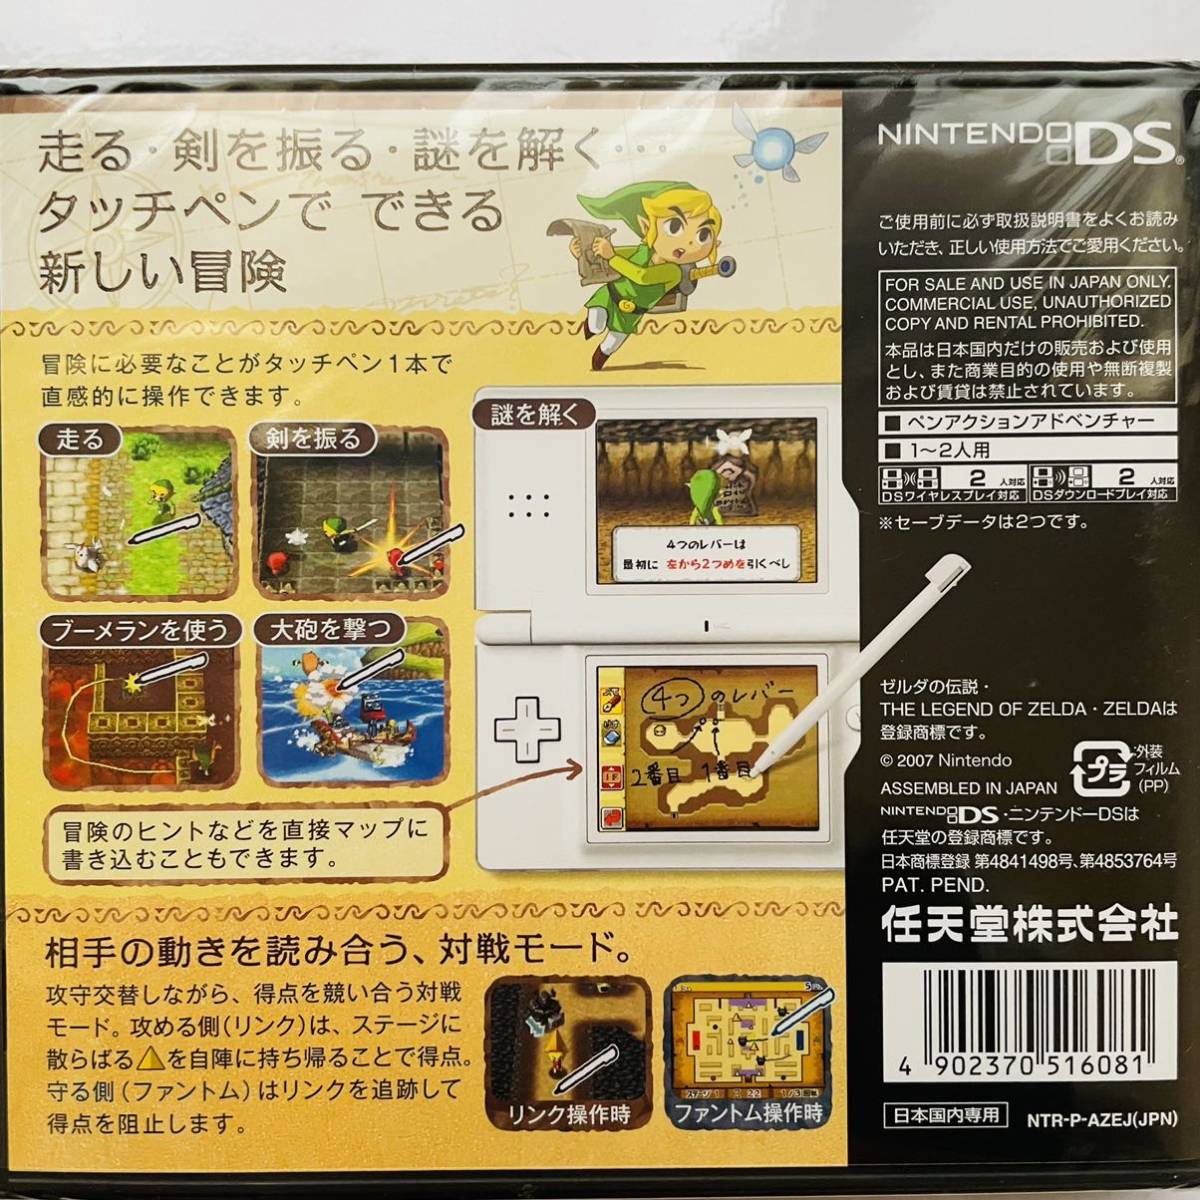 走る・剣を振る・謎を解く…
タッチペンで できる
新しい冒険
冒険に必要なことがタッチペン1本で
直感的に操作できます。
走る
剣を振る
ブーメランを使う
大砲を撃つ
謎を解く
4つのレバーは
最初に 左から2つめを引くべし
4つのレバー
2番目 1番目
冒険のヒントなどを直接マップに
書き込むこともできます。
相手の動きを読み合う、対戦モード。
攻守交替しながら、得点を競い合う対戦
モード。攻める側(リンク)は、ステージに
散らばる▲を自陣に持ち帰ることで得点。
守る側(ファントム)はリンクを追跡して
得点を阻止します。
リンク操作時
ファントム操作時
NINTENDO DS®
ご使用前に必ず取扱説明書をよくお読み
いただき、正しい使用方法でご愛用ください。
FOR SALE AND USE IN JAPAN ONLY.
COMMERCIAL USE, UNAUTHORIZED
COPY AND RENTAL PROHIBITED.
本品は日本国内だけの販売および使用
とし、また商業目的の使用や無断複製
および賃貸は禁止されています。
■ ペンアクションアドベンチャー
■ 1〜2人用
2人対応
DSワイヤレスプレイ対応
2人対応
DSダウンロードプレイ対応
※セーブデータは2つです。
ゼルダの伝説・
THE LEGEND OF ZELDA・ZELDAは
登録商標です。
© 2007 Nintendo
ASSEMBLED IN JAPAN
プラ
外装
フィルム
(PP)
NINTENDO DS・ニンテンドーDSは
任天堂の登録商標です。
日本商標登録 第4841498号、第4853764号
PAT. PEND.
任天堂株式会社
4 902370 516081
日本国内専用
NTR-P-AZEJ(JPN)